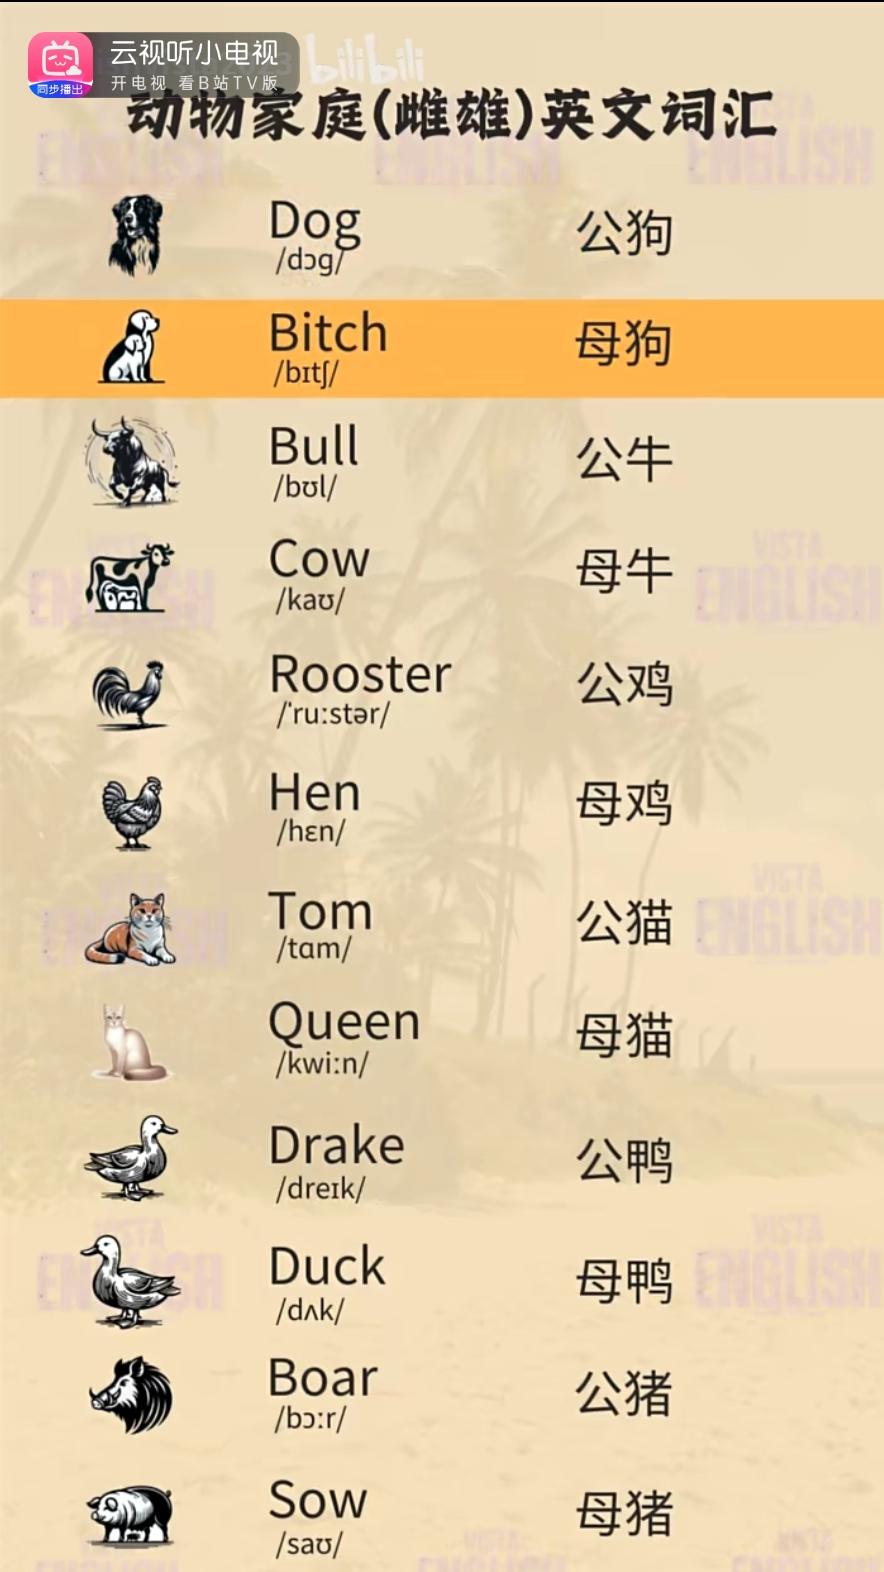 云视听小电视
开电视 看B站TV版
同步播出
bilibili
动物家庭(雌雄)英文词汇
Dog 公狗
/dɔg/
Bitch 母狗
/bɪtʃ/
Bull 公牛
/bʊl/
Cow 母牛
/kaʊ/
Rooster 公鸡
/ˈruːstər/
Hen 母鸡
/hɛn/
Tom 公猫
/tɑm/
Queen 母猫
/kwiːn/
Drake 公鸭
/dreɪk/
Duck 母鸭
/dʌk/
Boar 公猪
/bɔːr/
Sow 母猪
/saʊ/
VISTA
ENGLISH